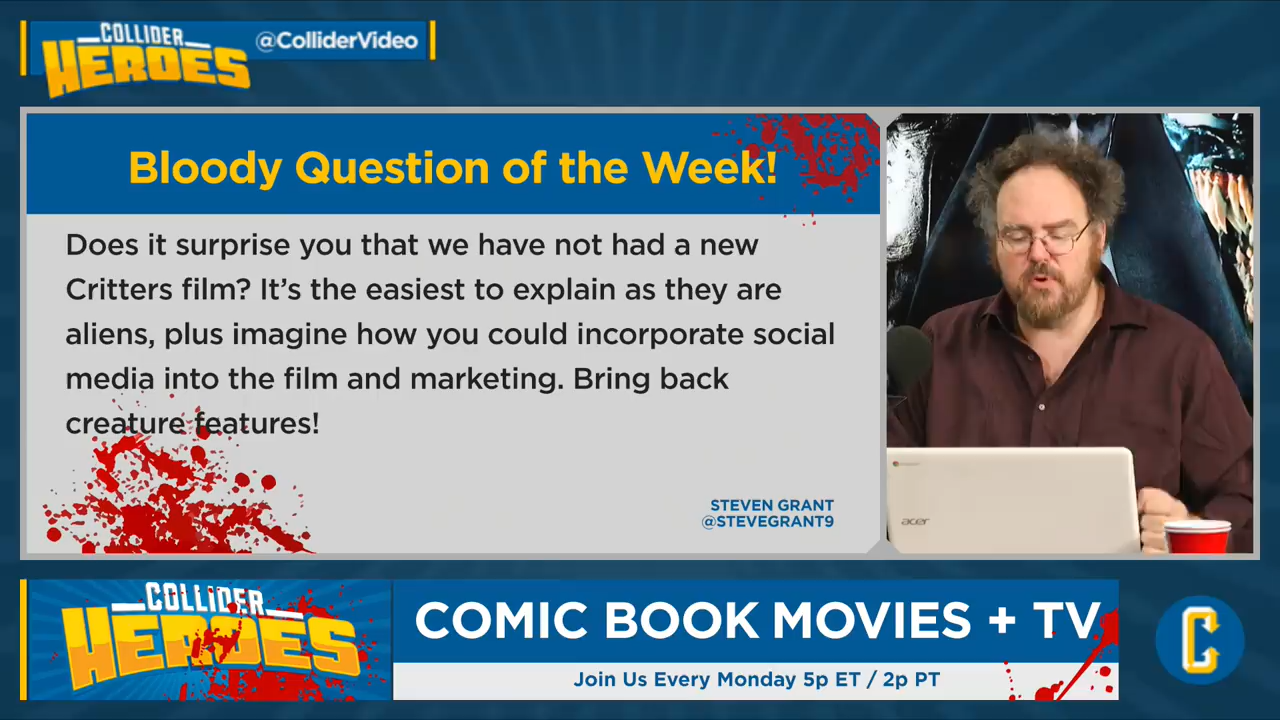 COLLIDER
HEROES
@ColliderVideo
Bloody Question of the Week!
Does it surprise you that we have not had a new
Critters film? It's the easiest to explain as they are
aliens, plus imagine how you could incorporate social
media into the film and marketing. Bring back
creature features!
STEVEN GRANT
@STEVEGRANT9
acer
COLLIDER
HEROES
COMIC BOOK MOVIES + TV
Join Us Every Monday 5p ET / 2p PT